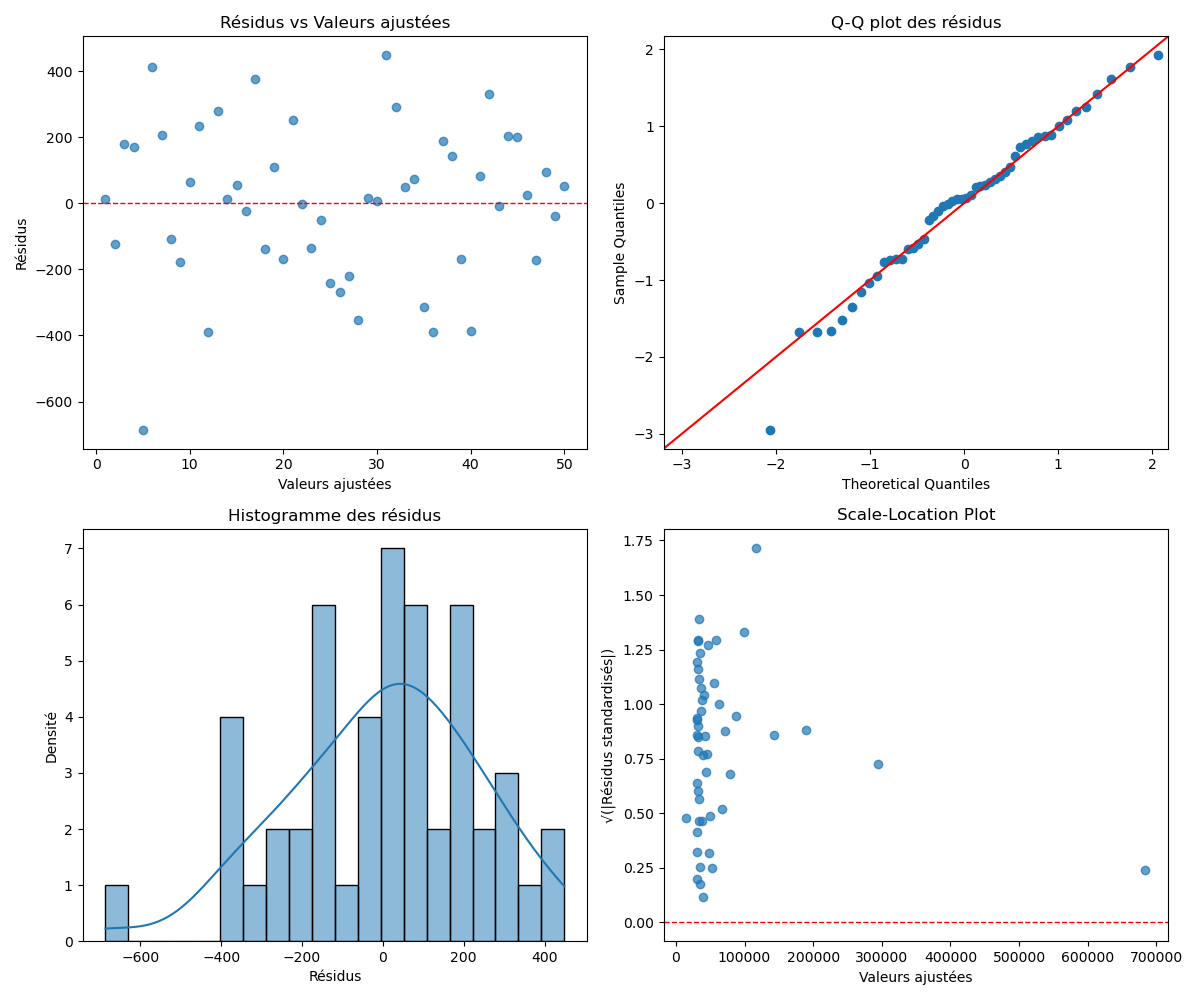 Résidus vs Valeurs ajustées
400
200
0
−200
−400
−600
Résidus
0 10 20 30 40 50
Valeurs ajustées
Q-Q plot des résidus
2
1
0
−1
−2
−3
Sample Quantiles
−3 −2 −1 0 1 2
Theoretical Quantiles
Histogramme des résidus
7
6
5
4
3
2
1
0
Densité
−600 −400 −200 0 200 400
Résidus
Scale-Location Plot
1.75
1.50
1.25
1.00
0.75
0.50
0.25
0.00
√(|Résidus standardisés|)
0 100000 200000 300000 400000 500000 600000 700000
Valeurs ajustées